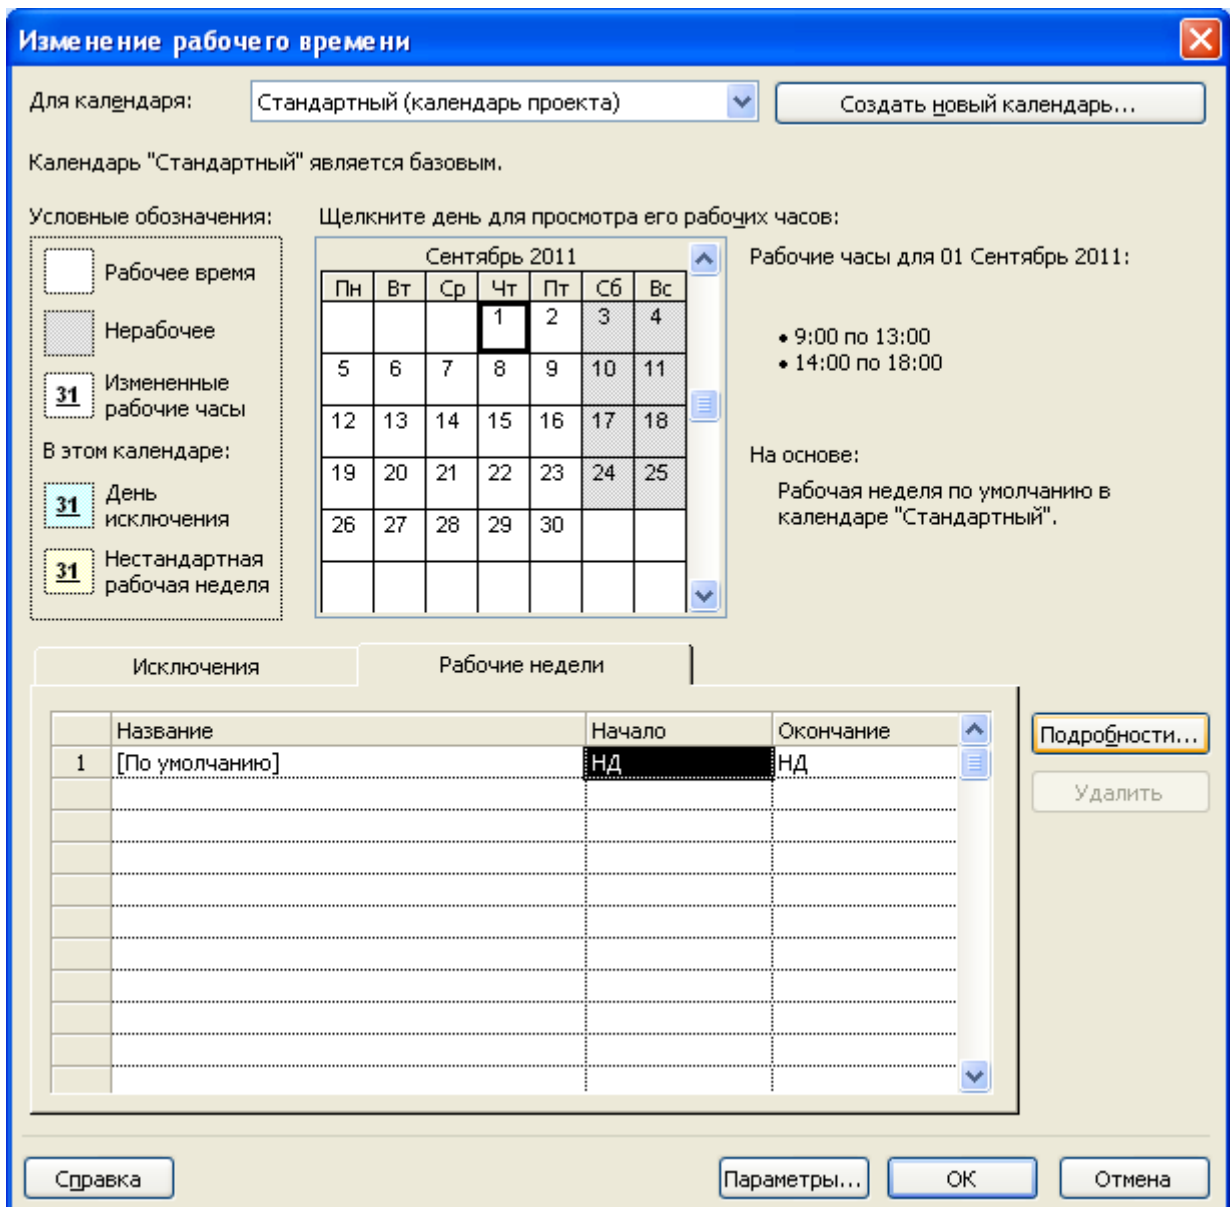 Изменение рабочего времени
Для календаря: Стандартный (календарь проекта) Создать новый календарь...
Календарь "Стандартный" является базовым.
Условные обозначения: Щелкните день для просмотра его рабочих часов:
Рабочее время
Нерабочее
31 Измененные
рабочие часы
В этом календаре:
31 День
исключения
31 Нестандартная
рабочая неделя
Сентябрь 2011
Пн Вт Ср Чт Пт Сб Вс
1 2 3 4
5 6 7 8 9 10 11
12 13 14 15 16 17 18
19 20 21 22 23 24 25
26 27 28 29 30
Рабочие часы для 01 Сентябрь 2011:
• 9:00 по 13:00
• 14:00 по 18:00
На основе:
Рабочая неделя по умолчанию в
календаре "Стандартный".
Исключения Рабочие недели
Название Начало Окончание
1 [По умолчанию] НД НД
Подробности...
Удалить
Справка Параметры... ОК Отмена